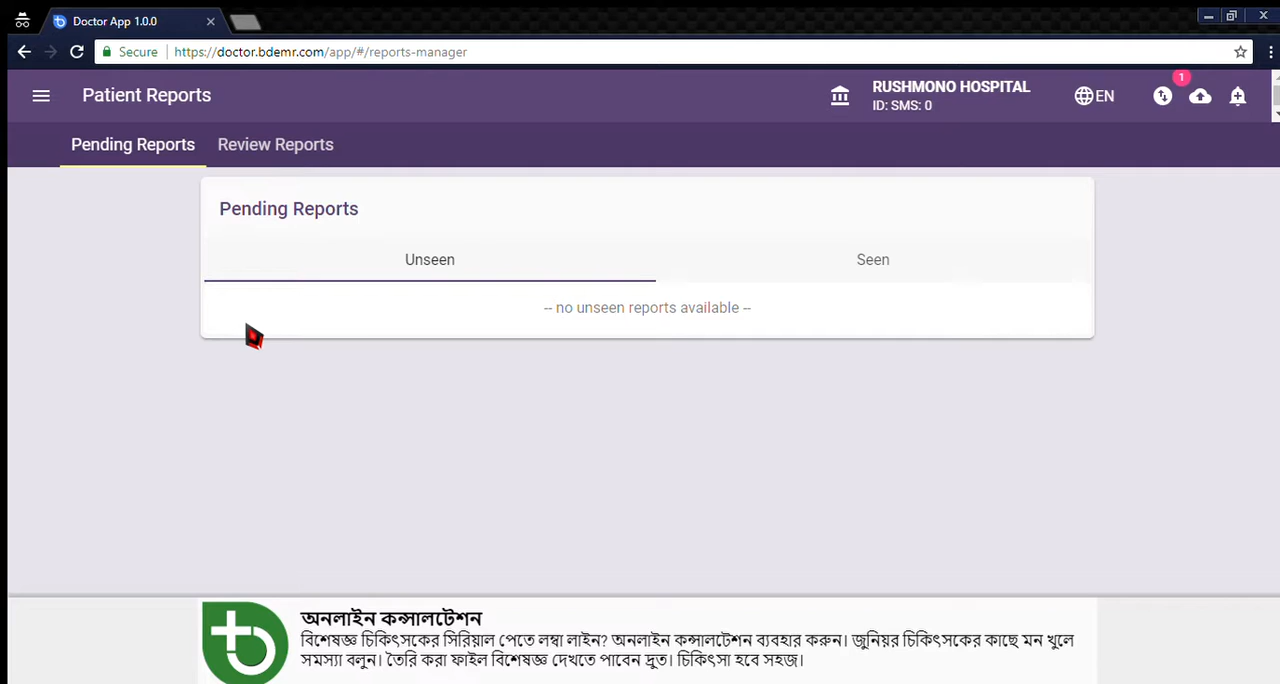 Doctor App 1.0.0
Secure https://doctor.bdemr.com/app/#/reports-manager
Patient Reports
RUSHMONO HOSPITAL
ID: SMS: 0
EN
1
Pending Reports Review Reports
Pending Reports
Unseen Seen
-- no unseen reports available --
অনলাইন কন্সালটেশন
বিশেষজ্ঞ চিকিৎসকের সিরিয়াল পেতে লম্বা লাইন? অনলাইন কন্সালটেশন ব্যবহার করুন। জুনিয়র চিকিৎসকের কাছে মন খুলে
সমস্যা বলুন। তৈরি করা ফাইল বিশেষজ্ঞ দেখতে পাবেন দ্রুত। চিকিৎসা হবে সহজ।